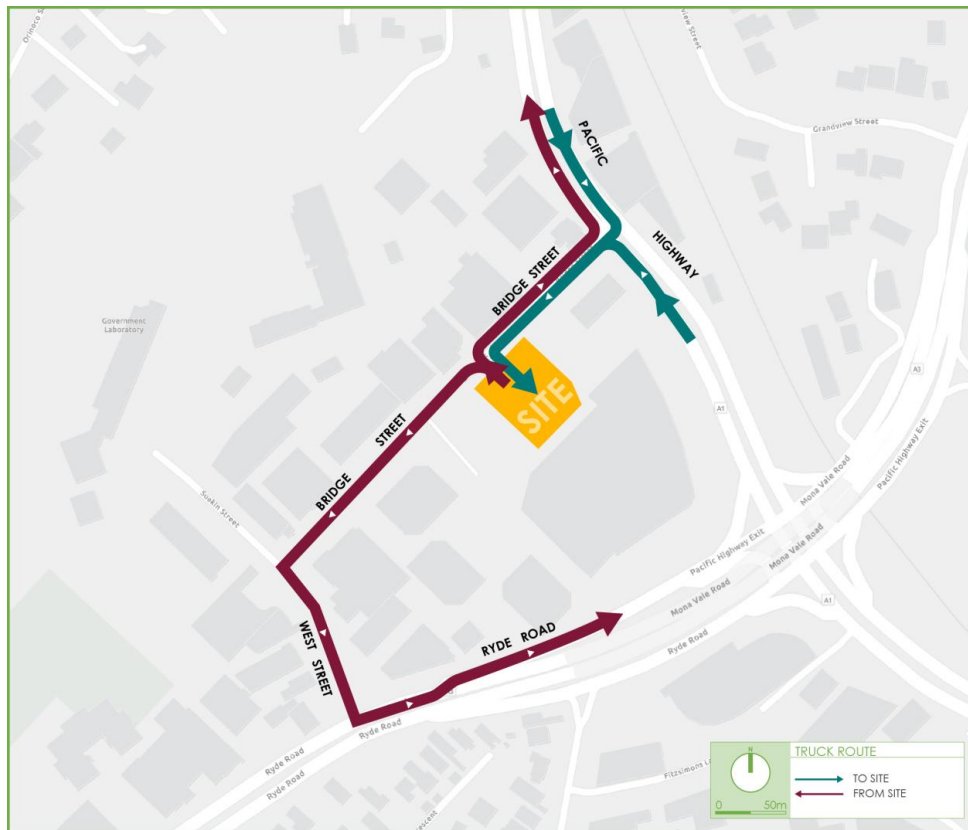 Grandview Street
PACIFIC
HIGHWAY
BRIDGE STREET
Government
Laboratory
SITE
A3
A1
Mona Vale Road
Pacific Highway Exit
BRIDGE STREET
Suakin Street
Pacific Highway Exit
Mona Vale Road
Mona Vale Road
A1
Ryde Road
WEST STREET
RYDE ROAD
Ryde Road
Ryde Road
Ryde Road
N
TRUCK ROUTE
TO SITE
FROM SITE
0 50m